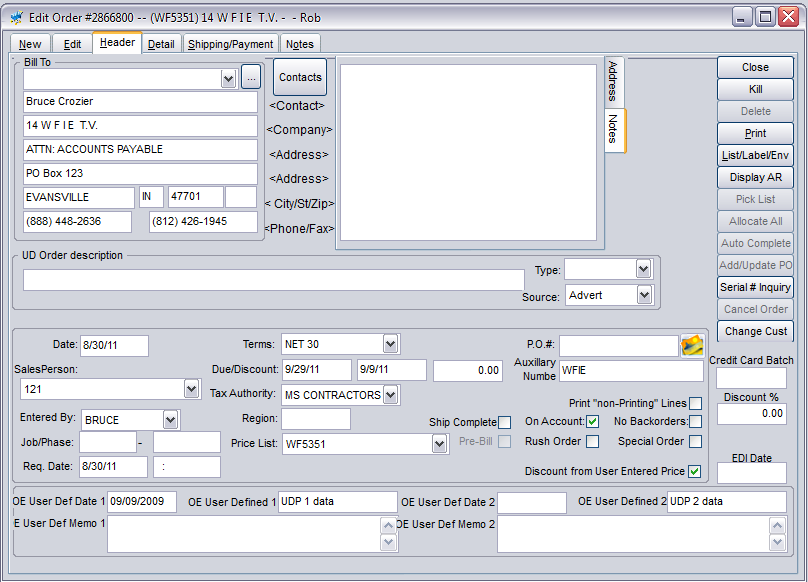 Edit Order #2866800 -- (WF5351) 14 W F I E T.V. - - Rob
New Edit Header Detail Shipping/Payment Notes
Bill To
...
Contacts
Address
Notes
Bruce Crozier
<Contact>
14 W F I E T.V.
<Company>
ATTN: ACCOUNTS PAYABLE
<Address>
PO Box 123
<Address>
EVANSVILLE IN 47701
< City/St/Zip>
(888) 448-2636 (812) 426-1945
<Phone/Fax>
Close
Kill
Delete
Print
List/Label/Env
Display AR
Pick List
Allocate All
Auto Complete
Add/Update PO
Serial # Inquiry
Cancel Order
Change Cust
UD Order description
Type:
Source: Advert
Date: 8/30/11
Terms: NET 30
P.O.#:
SalesPerson:
121
Due/Discount: 9/29/11 9/9/11 0.00
Auxillary
Numbe WFIE
Tax Authority: MS CONTRACTORS
Credit Card Batch
Discount %
0.00
EDI Date
Entered By: BRUCE
Region:
Print "non-Printing" Lines
Ship Complete On Account: No Backorders:
Job/Phase: -
Price List: WF5351
Pre-Bill Rush Order Special Order
Req. Date: 8/30/11 :
Discount from User Entered Price
OE User Def Date 1 09/09/2009 OE User Defined 1 UDP 1 data OE User Def Date 2 OE User Defined 2 UDP 2 data
E User Def Memo 1 OE User Def Memo 2